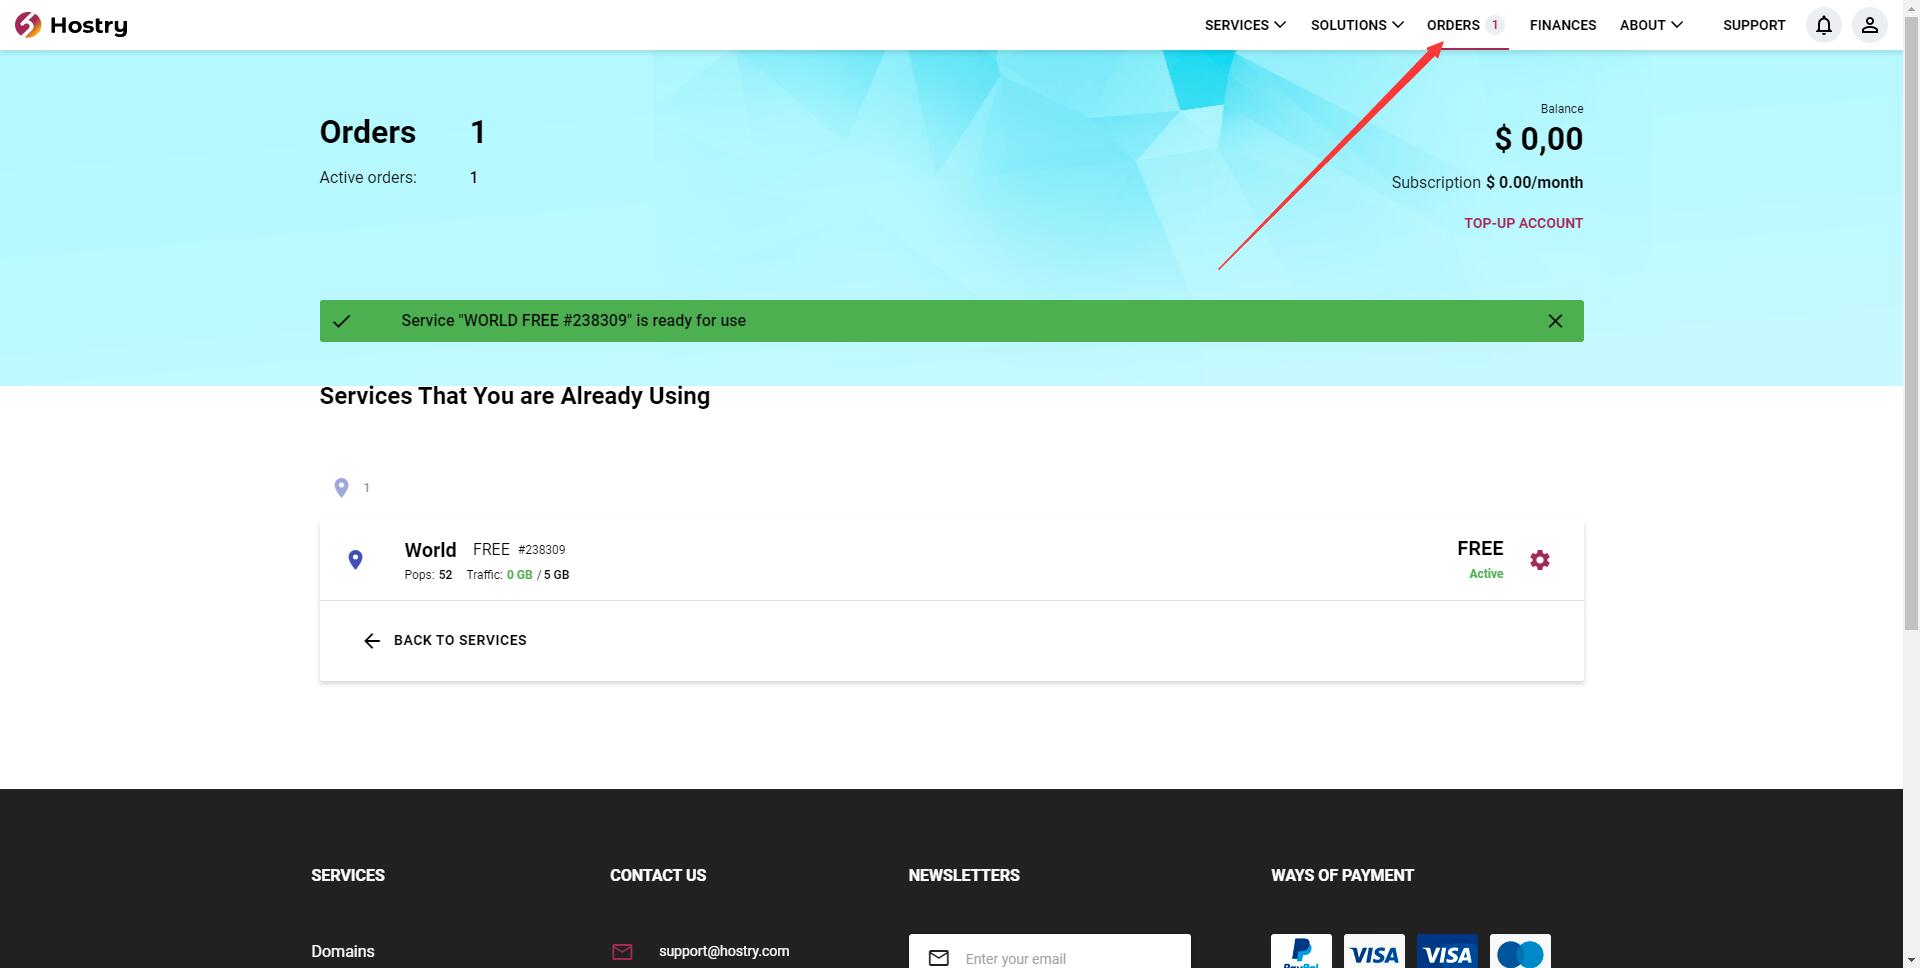 Hostry
SERVICES
SOLUTIONS
ORDERS 1
FINANCES
ABOUT
SUPPORT
Orders 1
Active orders: 1
Balance
$ 0,00
Subscription $ 0.00/month
TOP-UP ACCOUNT
Service "WORLD FREE #238309" is ready for use
Services That You are Already Using
1
World FREE #238309
Pops: 52 Traffic: 0 GB / 5 GB
FREE
Active
BACK TO SERVICES
SERVICES
CONTACT US
NEWSLETTERS
WAYS OF PAYMENT
Domains
support@hostry.com
Enter your email
PayPal
VISA
VISA